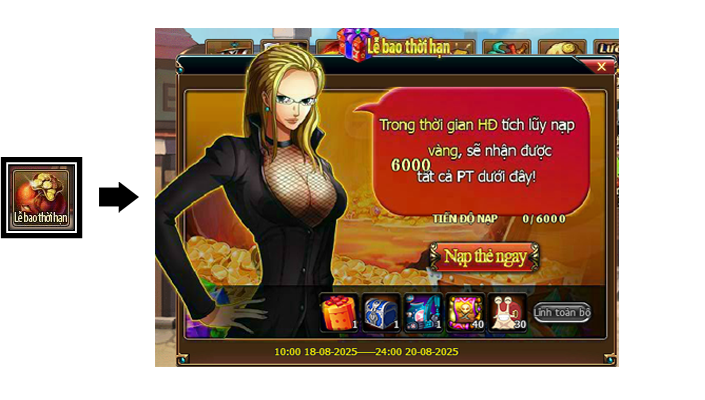 Lễ bao thời hạn
Lễ bao thời hạn
Trong thời gian HĐ tích lũy nạp
6000 vàng, sẽ nhận được
tất cả PT dưới đây!
TIẾN ĐỘ NẠP 0/6000
Nạp thẻ ngay
1 1 1 40 30
Lĩnh toàn bộ
10:00 18-08-2025——24:00 20-08-2025